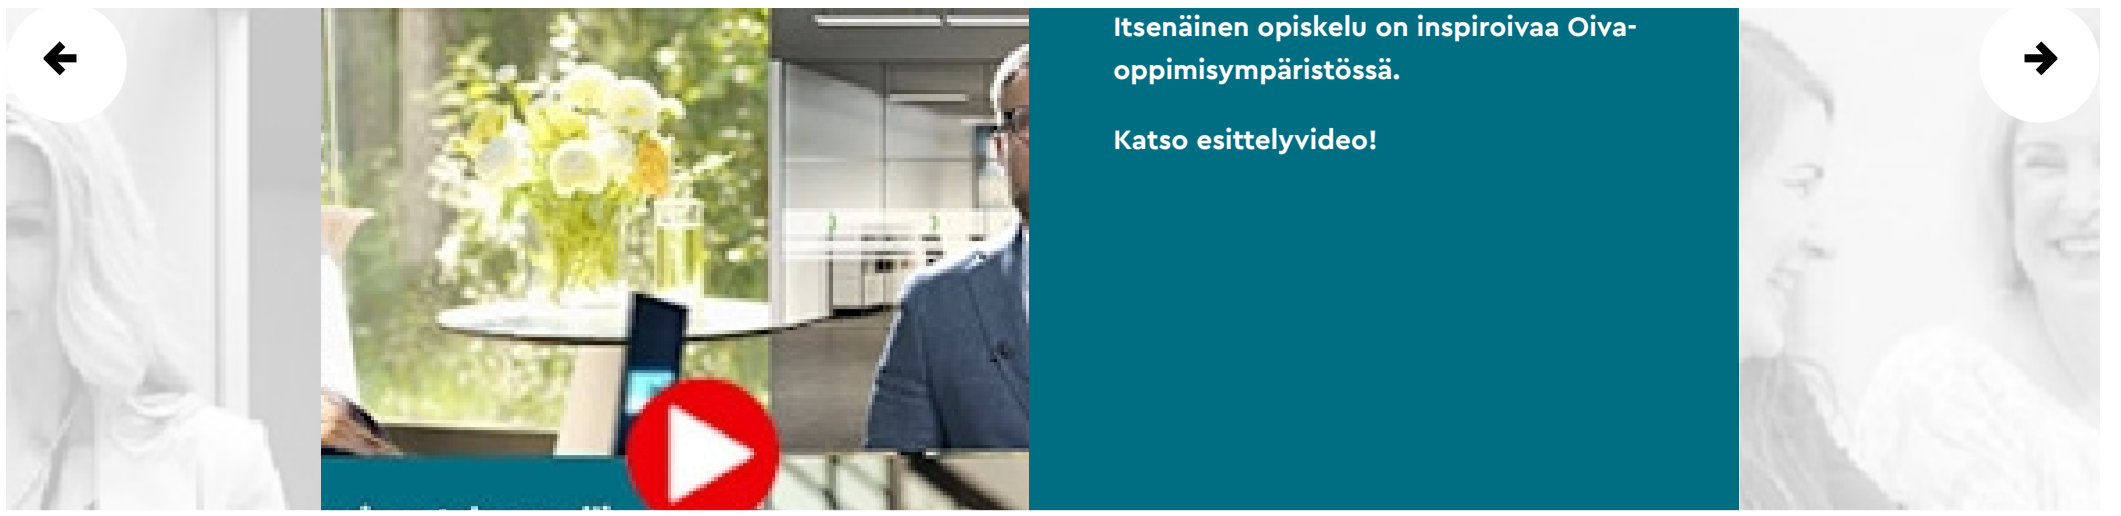 Itsenäinen opiskelu on inspiroivaa Oiva-
oppimisympäristössä.
Katso esittelyvideo!